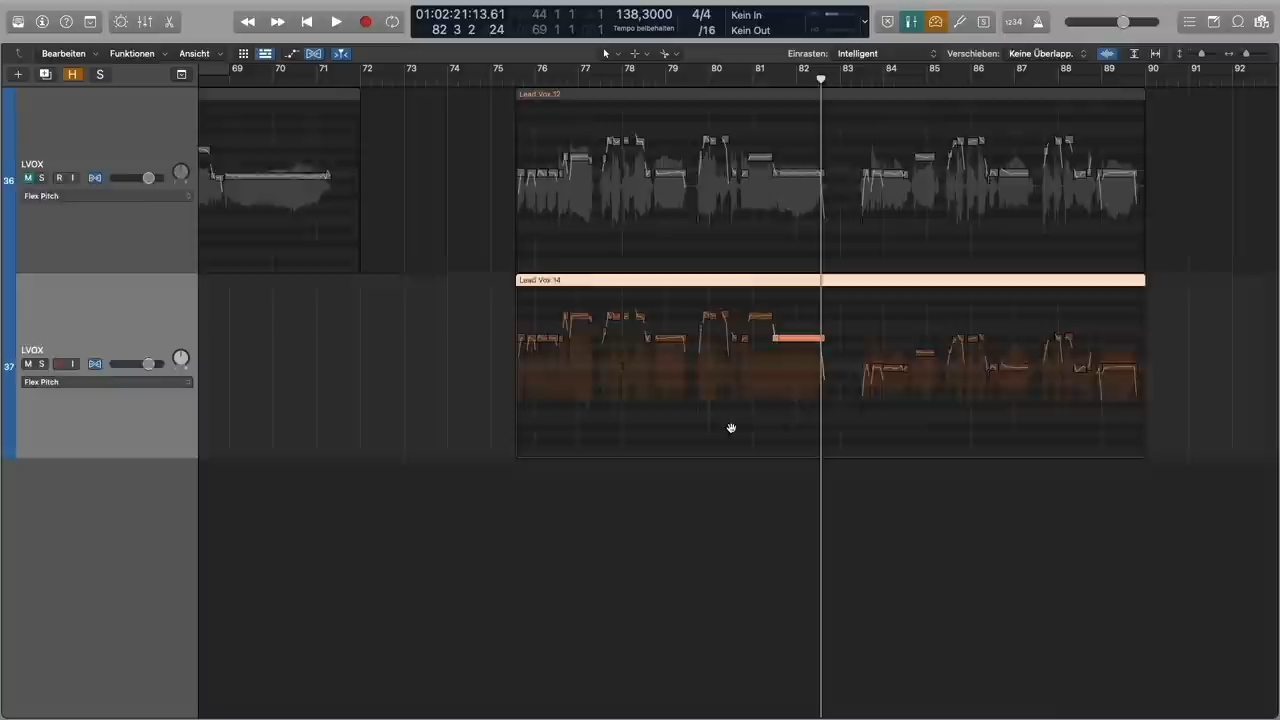 01:02:21:13.61 44 1 1 1 138,3000 4/4 Kein In
82 3 2 24 69 1 1 1 Tempo beibehalten /16 Kein Out
1234
Bearbeiten Funktionen Ansicht Einrasten: Intelligent Verschieben: Keine Überlapp.
H S
69 70 71 72 73 74 75 76 77 78 79 80 81 82 83 84 85 86 87 88 89 90 91 92
Lead Vox.12
36 LVOX
M S R I
Flex Pitch
Lead Vox.14
37 LVOX
M S I
Flex Pitch